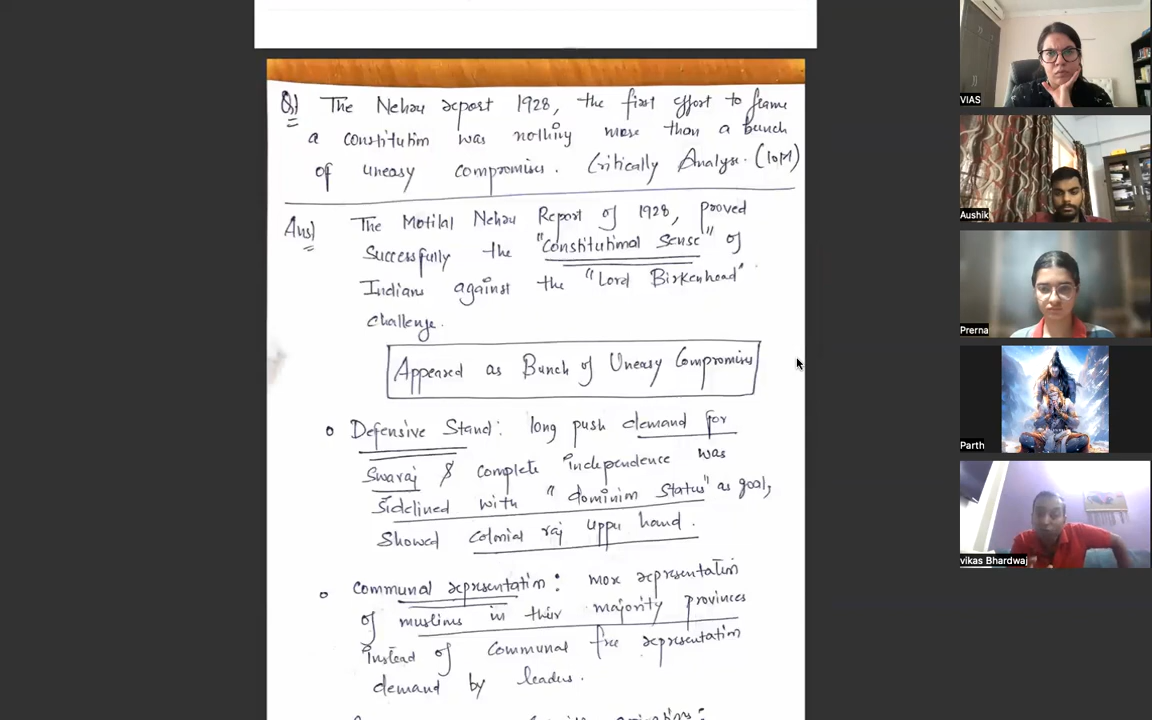 Q1) The Nehru report 1928, the first effort to frame
a constitution was nothing more than a bunch
of uneasy compromises. Critically Analyse. (10M)
Ans) The Motilal Nehru Report of 1928, proved
Successfully the "Constitutional Sense" of
Indians against the "Lord Birkenhead"
challenge.
Appeared as Bunch of Uneasy Compromises
Defensive Stand: long push demand for
Swaraj & complete independence was
sidelined with "dominion status" as goal,
Showed colonial raj upper hand.
Communal representation: more representation
of muslims in their majority provinces
instead of communal free representation
demand by leaders.
VIAS
Aushik
Prerna
Parth
vikas Bhardwaj